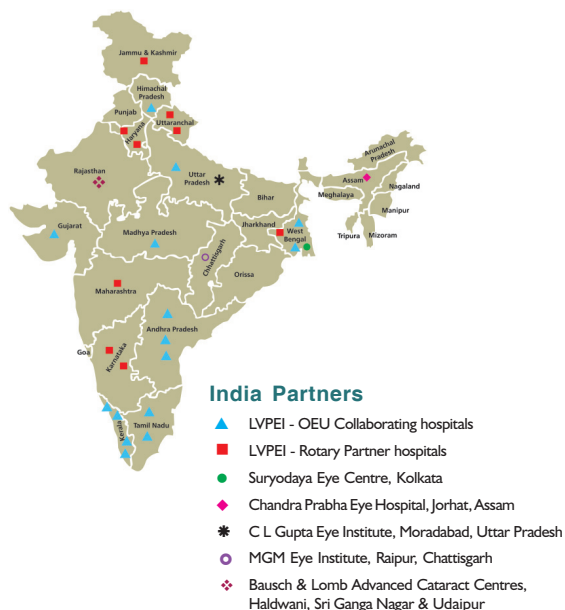 Jammu & Kashmir
Himachal
Pradesh
Punjab
Uttaranchal
Haryana
Rajasthan
Uttar
Pradesh
Arunachal
Pradesh
Assam
Nagaland
Meghalaya
Manipur
Bihar
Tripura
Mizoram
Gujarat
Madhya Pradesh
Jharkhand
West
Bengal
Chhattisgarh
Orissa
Maharashtra
Andhra Pradesh
Goa
Karnataka
Kerala
Tamil Nadu
India Partners
LVPEI - OEU Collaborating hospitals
LVPEI - Rotary Partner hospitals
Suryodaya Eye Centre, Kolkata
Chandra Prabha Eye Hospital, Jorhat, Assam
C L Gupta Eye Institute, Moradabad, Uttar Pradesh
MGM Eye Institute, Raipur, Chattisgarh
Bausch & Lomb Advanced Cataract Centres,
Haldwani, Sri Ganga Nagar & Udaipur